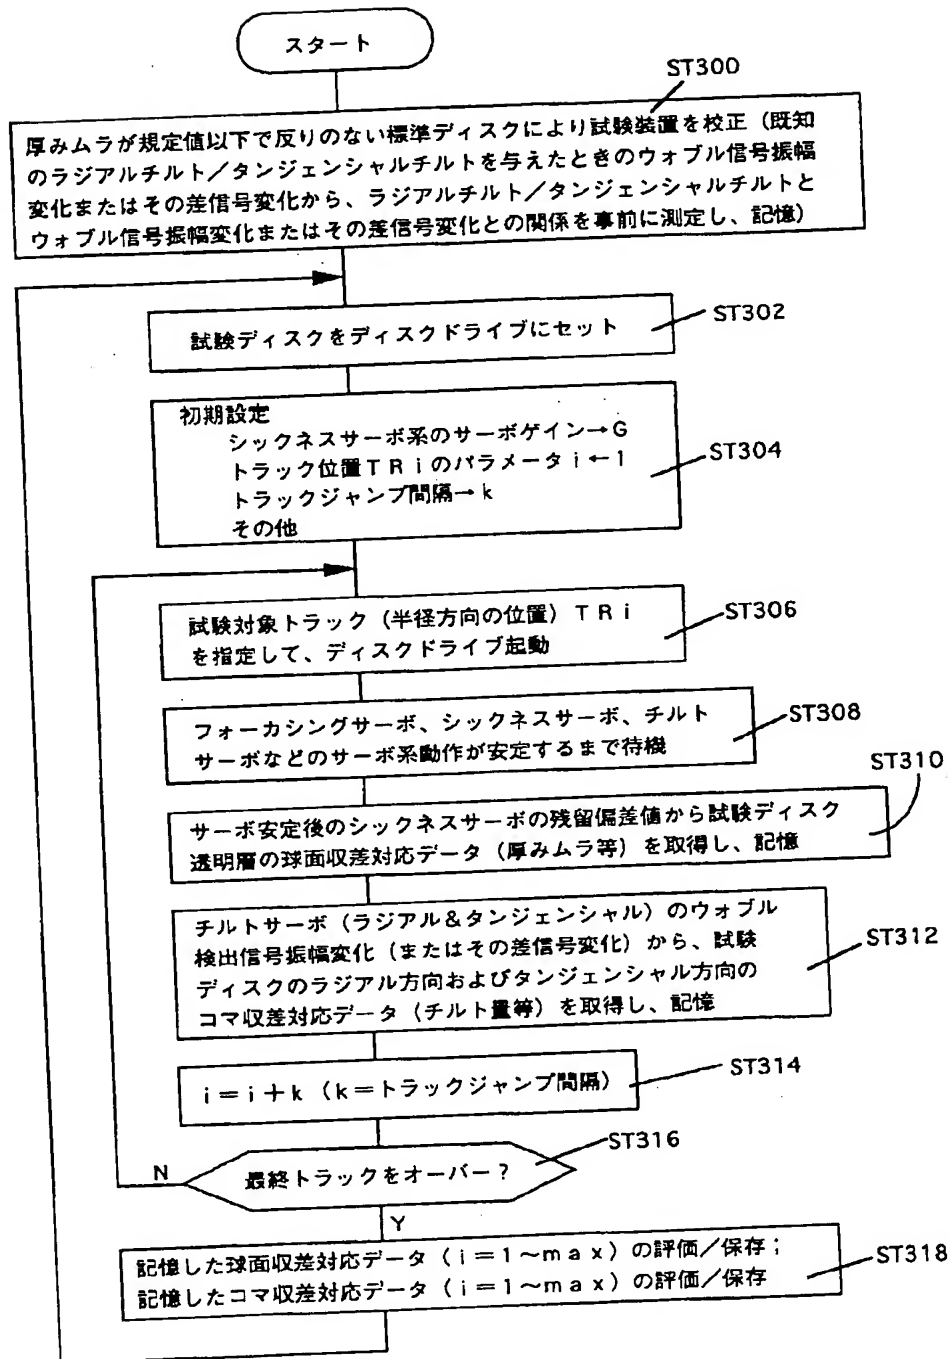 スタート
ST300
厚みムラが規定値以下で反りのない標準ディスクにより試験装置を校正（既知
のラジアルチルト／タンジェンシャルチルトを与えたときのウォブル信号振幅
変化またはその差信号変化から、ラジアルチルト／タンジェンシャルチルトと
ウォブル信号振幅変化またはその差信号変化との関係を事前に測定し、記憶）
試験ディスクをディスクドライブにセット
ST302
初期設定
シックネスサーボ系のサーボゲイン→G
トラック位置ＴＲｉのパラメータｉ←1
トラックジャンプ間隔→ｋ
その他
ST304
試験対象トラック（半径方向の位置）ＴＲｉ
を指定して、ディスクドライブ起動
ST306
フォーカシングサーボ、シックネスサーボ、チルト
サーボなどのサーボ系動作が安定するまで待機
ST308
ST310
サーボ安定後のシックネスサーボの残留偏差値から試験ディスク
透明層の球面収差対応データ（厚みムラ等）を取得し、記憶
チルトサーボ（ラジアル＆タンジェンシャル）のウォブル
検出信号振幅変化（またはその差信号変化）から、試験
ディスクのラジアル方向およびタンジェンシャル方向の
コマ収差対応データ（チルト量等）を取得し、記憶
ST312
ｉ＝ｉ＋ｋ（ｋ＝トラックジャンプ間隔）
ST314
ST316
N
最終トラックをオーバー？
Y
記憶した球面収差対応データ（ｉ＝1～ｍａｘ）の評価／保存；
記憶したコマ収差対応データ（ｉ＝1～ｍａｘ）の評価／保存
ST318